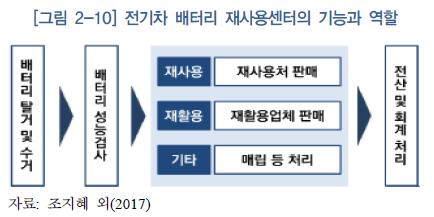 [그림 2-10] 전기차 배터리 재사용센터의 기능과 역할
배터리 탈거 및 수거
배터리 성능검사
재사용 재사용처 판매
재활용 재활용업체 판매
기타 매립 등 처리
전산 및 회계 처리
자료: 조지혜 외(2017)